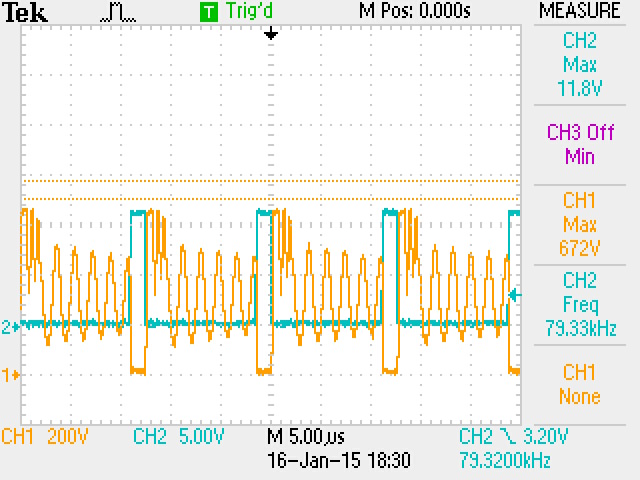 Tek T Trig'd M Pos: 0.000s MEASURE
CH2
Max
11.8V
CH3 Off
Min
CH1
Max
672V
CH2
Freq
79.33kHz
CH1
None
2
1
CH1 200V CH2 5.00V M 5.00µs CH2 3.20V
16-Jan-15 18:30 79.3200kHz